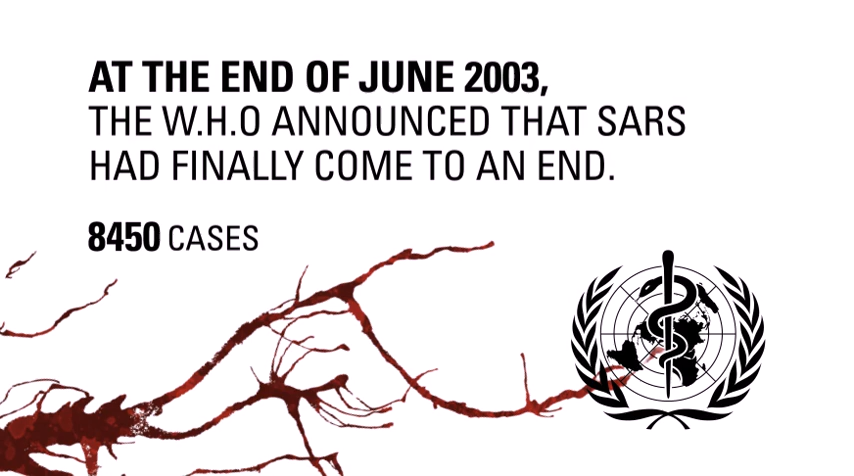 AT THE END OF JUNE 2003,
THE W.H.O ANNOUNCED THAT SARS
HAD FINALLY COME TO AN END.
8450 CASES